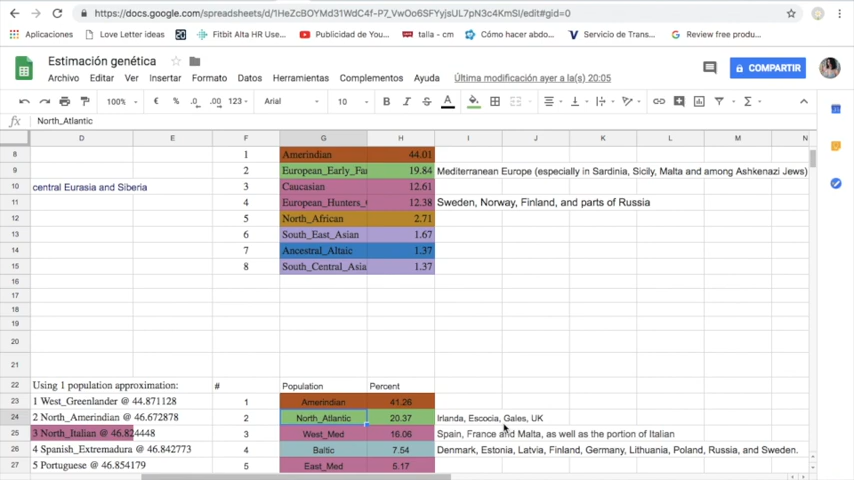 https://docs.google.com/spreadsheets/d/1HeZcBOYMd31WdC4f-P7_VwOo6SFYyjsUL7pN3c4KmSI/edit#gid=0
Aplicaciones Love Letter ideas Fitbit Alta HR Use... Publicidad de You... talia - cm Cómo hacer abdo... Servicio de Trans... Review free produ...
Estimación genética
Archivo Editar Ver Insertar Formato Datos Herramientas Complementos Ayuda Última modificación ayer a la(s) 20:05
COMPARTIR
100% € % .0 .00 123 Arial 10
fx North_Atlantic
D E F G H I J K L M N
8 1 Amerindian 44.01
9 2 European_Early_Fa 19.84 Mediterranean Europe (especially in Sardinia, Sicily, Malta and among Ashkenazi Jews)
10 central Eurasia and Siberia 3 Caucasian 12.61
11 4 European_Hunters_ 12.38 Sweden, Norway, Finland, and parts of Russia
12 5 North_African 2.71
13 6 South_East_Asian 1.67
14 7 Ancestral_Altaic 1.37
15 8 South_Central_Asia 1.37
16
17
18
19
20
21
22 Using 1 population approximation: # Population Percent
23 1 West_Greenlander @ 44.871128 1 Amerindian 41.26
24 2 North_Amerindian @ 46.672878 2 North_Atlantic 20.37 Irlanda, Escocia, Gales, UK
25 3 North_Italian @ 46.824448 3 West_Med 16.06 Spain, France and Malta, as well as the portion of Italian
26 4 Spanish_Extremadura @ 46.842773 4 Baltic 7.54 Denmark, Estonia, Latvia, Finland, Germany, Lithuania, Poland, Russia, and Sweden.
27 5 Portuguese @ 46.854179 5 East_Med 5.17